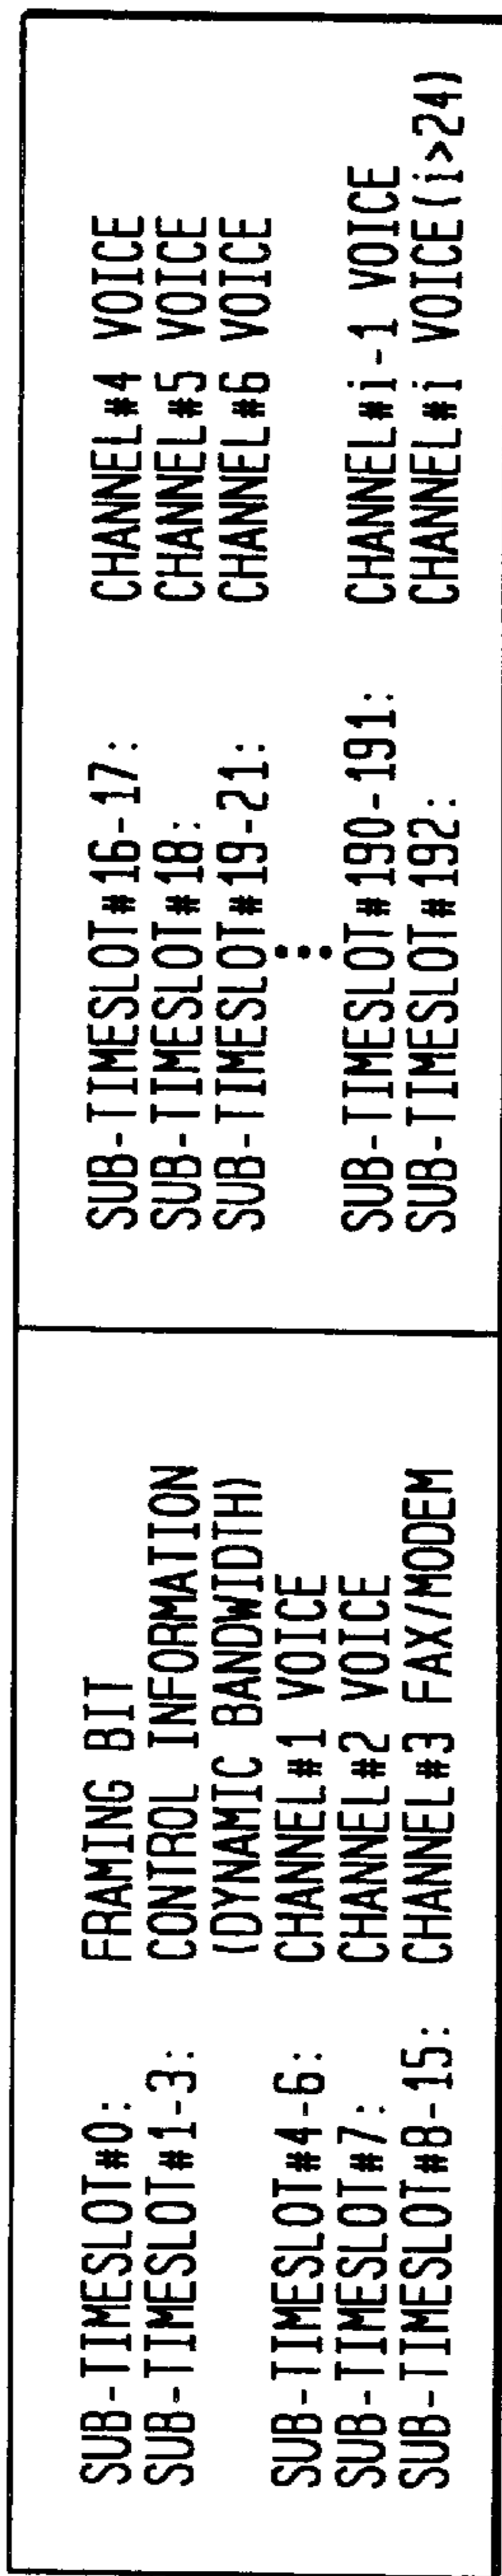 SUB-TIMESLOT#0: FRAMING BIT
SUB-TIMESLOT#1-3: CONTROL INFORMATION
(DYNAMIC BANDWIDTH)
SUB-TIMESLOT#4-6: CHANNEL#1 VOICE
SUB-TIMESLOT#7: CHANNEL#2 VOICE
SUB-TIMESLOT#8-15: CHANNEL#3 FAX/MODEM
SUB-TIMESLOT#16-17: CHANNEL#4 VOICE
SUB-TIMESLOT#18: CHANNEL#5 VOICE
SUB-TIMESLOT#19-21: CHANNEL#6 VOICE
•••
SUB-TIMESLOT#190-191: CHANNEL#i-1 VOICE
SUB-TIMESLOT#192: CHANNEL#i VOICE(i>24)